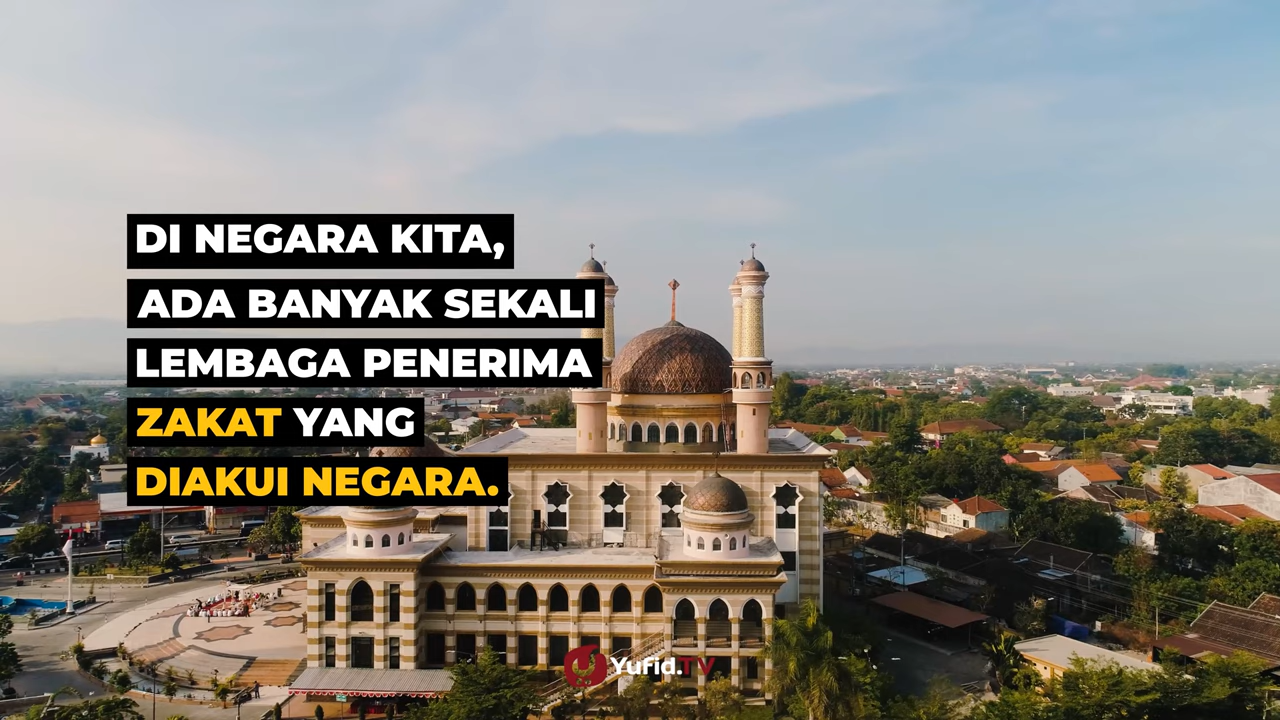 DI NEGARA KITA,
ADA BANYAK SEKALI
LEMBAGA PENERIMA
ZAKAT YANG
DIAKUI NEGARA.
Yufid.TV